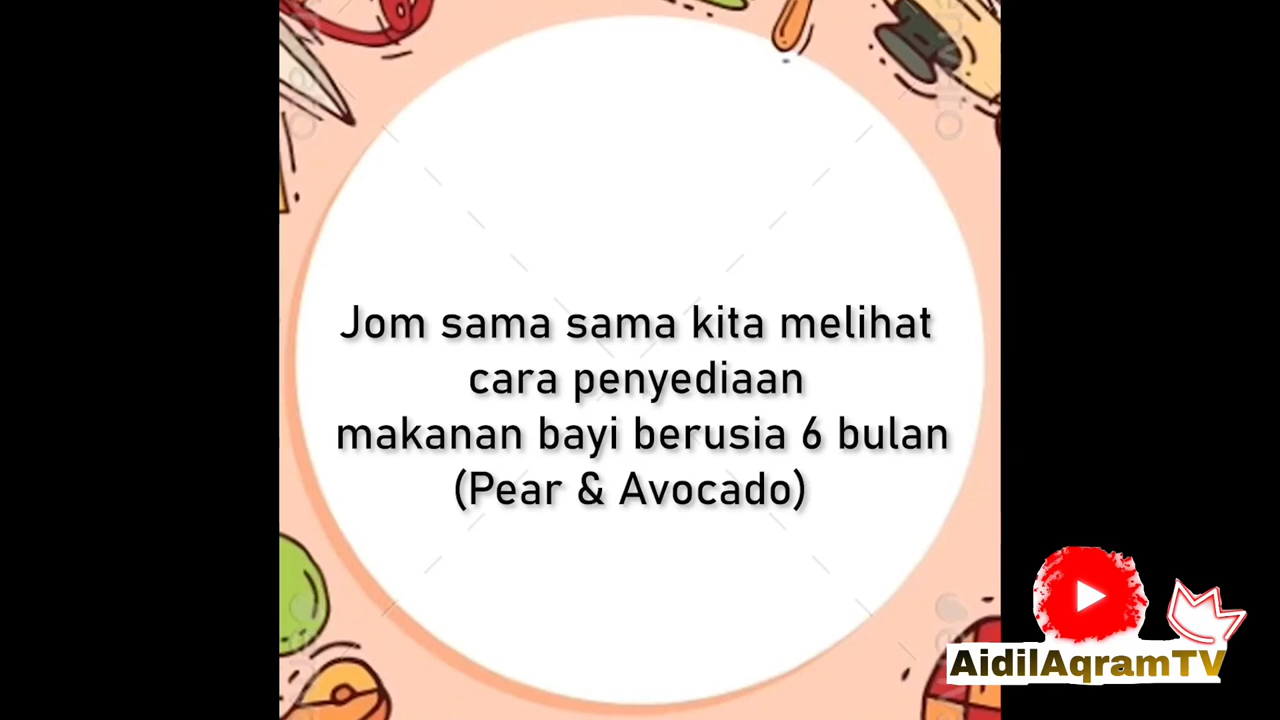 Jom sama sama kita melihat
cara penyediaan
makanan bayi berusia 6 bulan
(Pear & Avocado)
AidilAqramTV